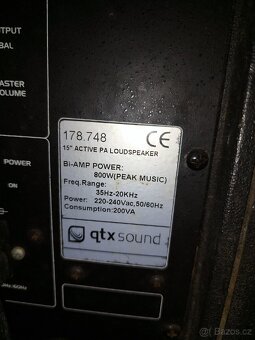 OUTPUT
BAL
MASTER
VOLUME
POWER
ON
178.748
CE
15" ACTIVE PA LOUDSPEAKER
Bi-AMP POWER:
800W(PEAK MUSIC)
Freq.Range:
35Hz-20KHz
Power: 220-240Vac,50/60Hz
Consumption:200VA
qtx sound
Bazos.cz